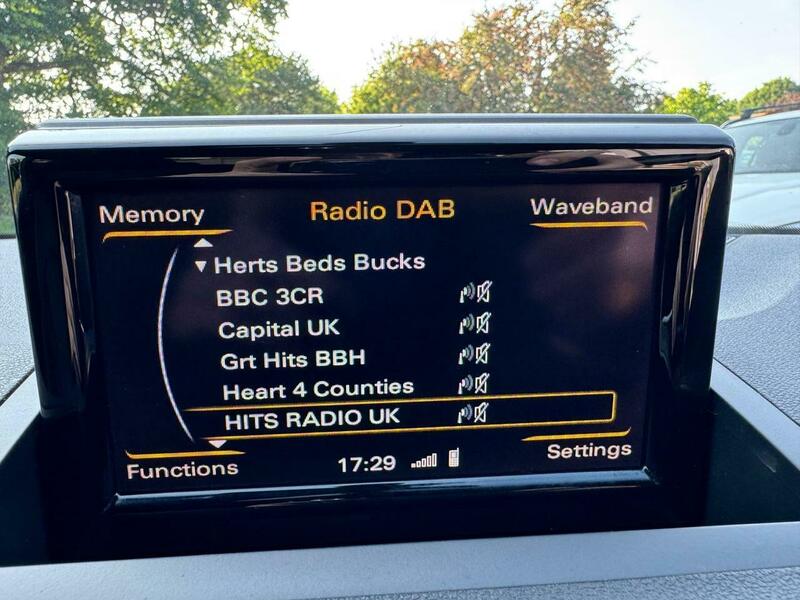 Memory
Radio DAB
Waveband
Herts Beds Bucks
BBC 3CR
Capital UK
Grt Hits BBH
Heart 4 Counties
HITS RADIO UK
Functions
17:29
Settings